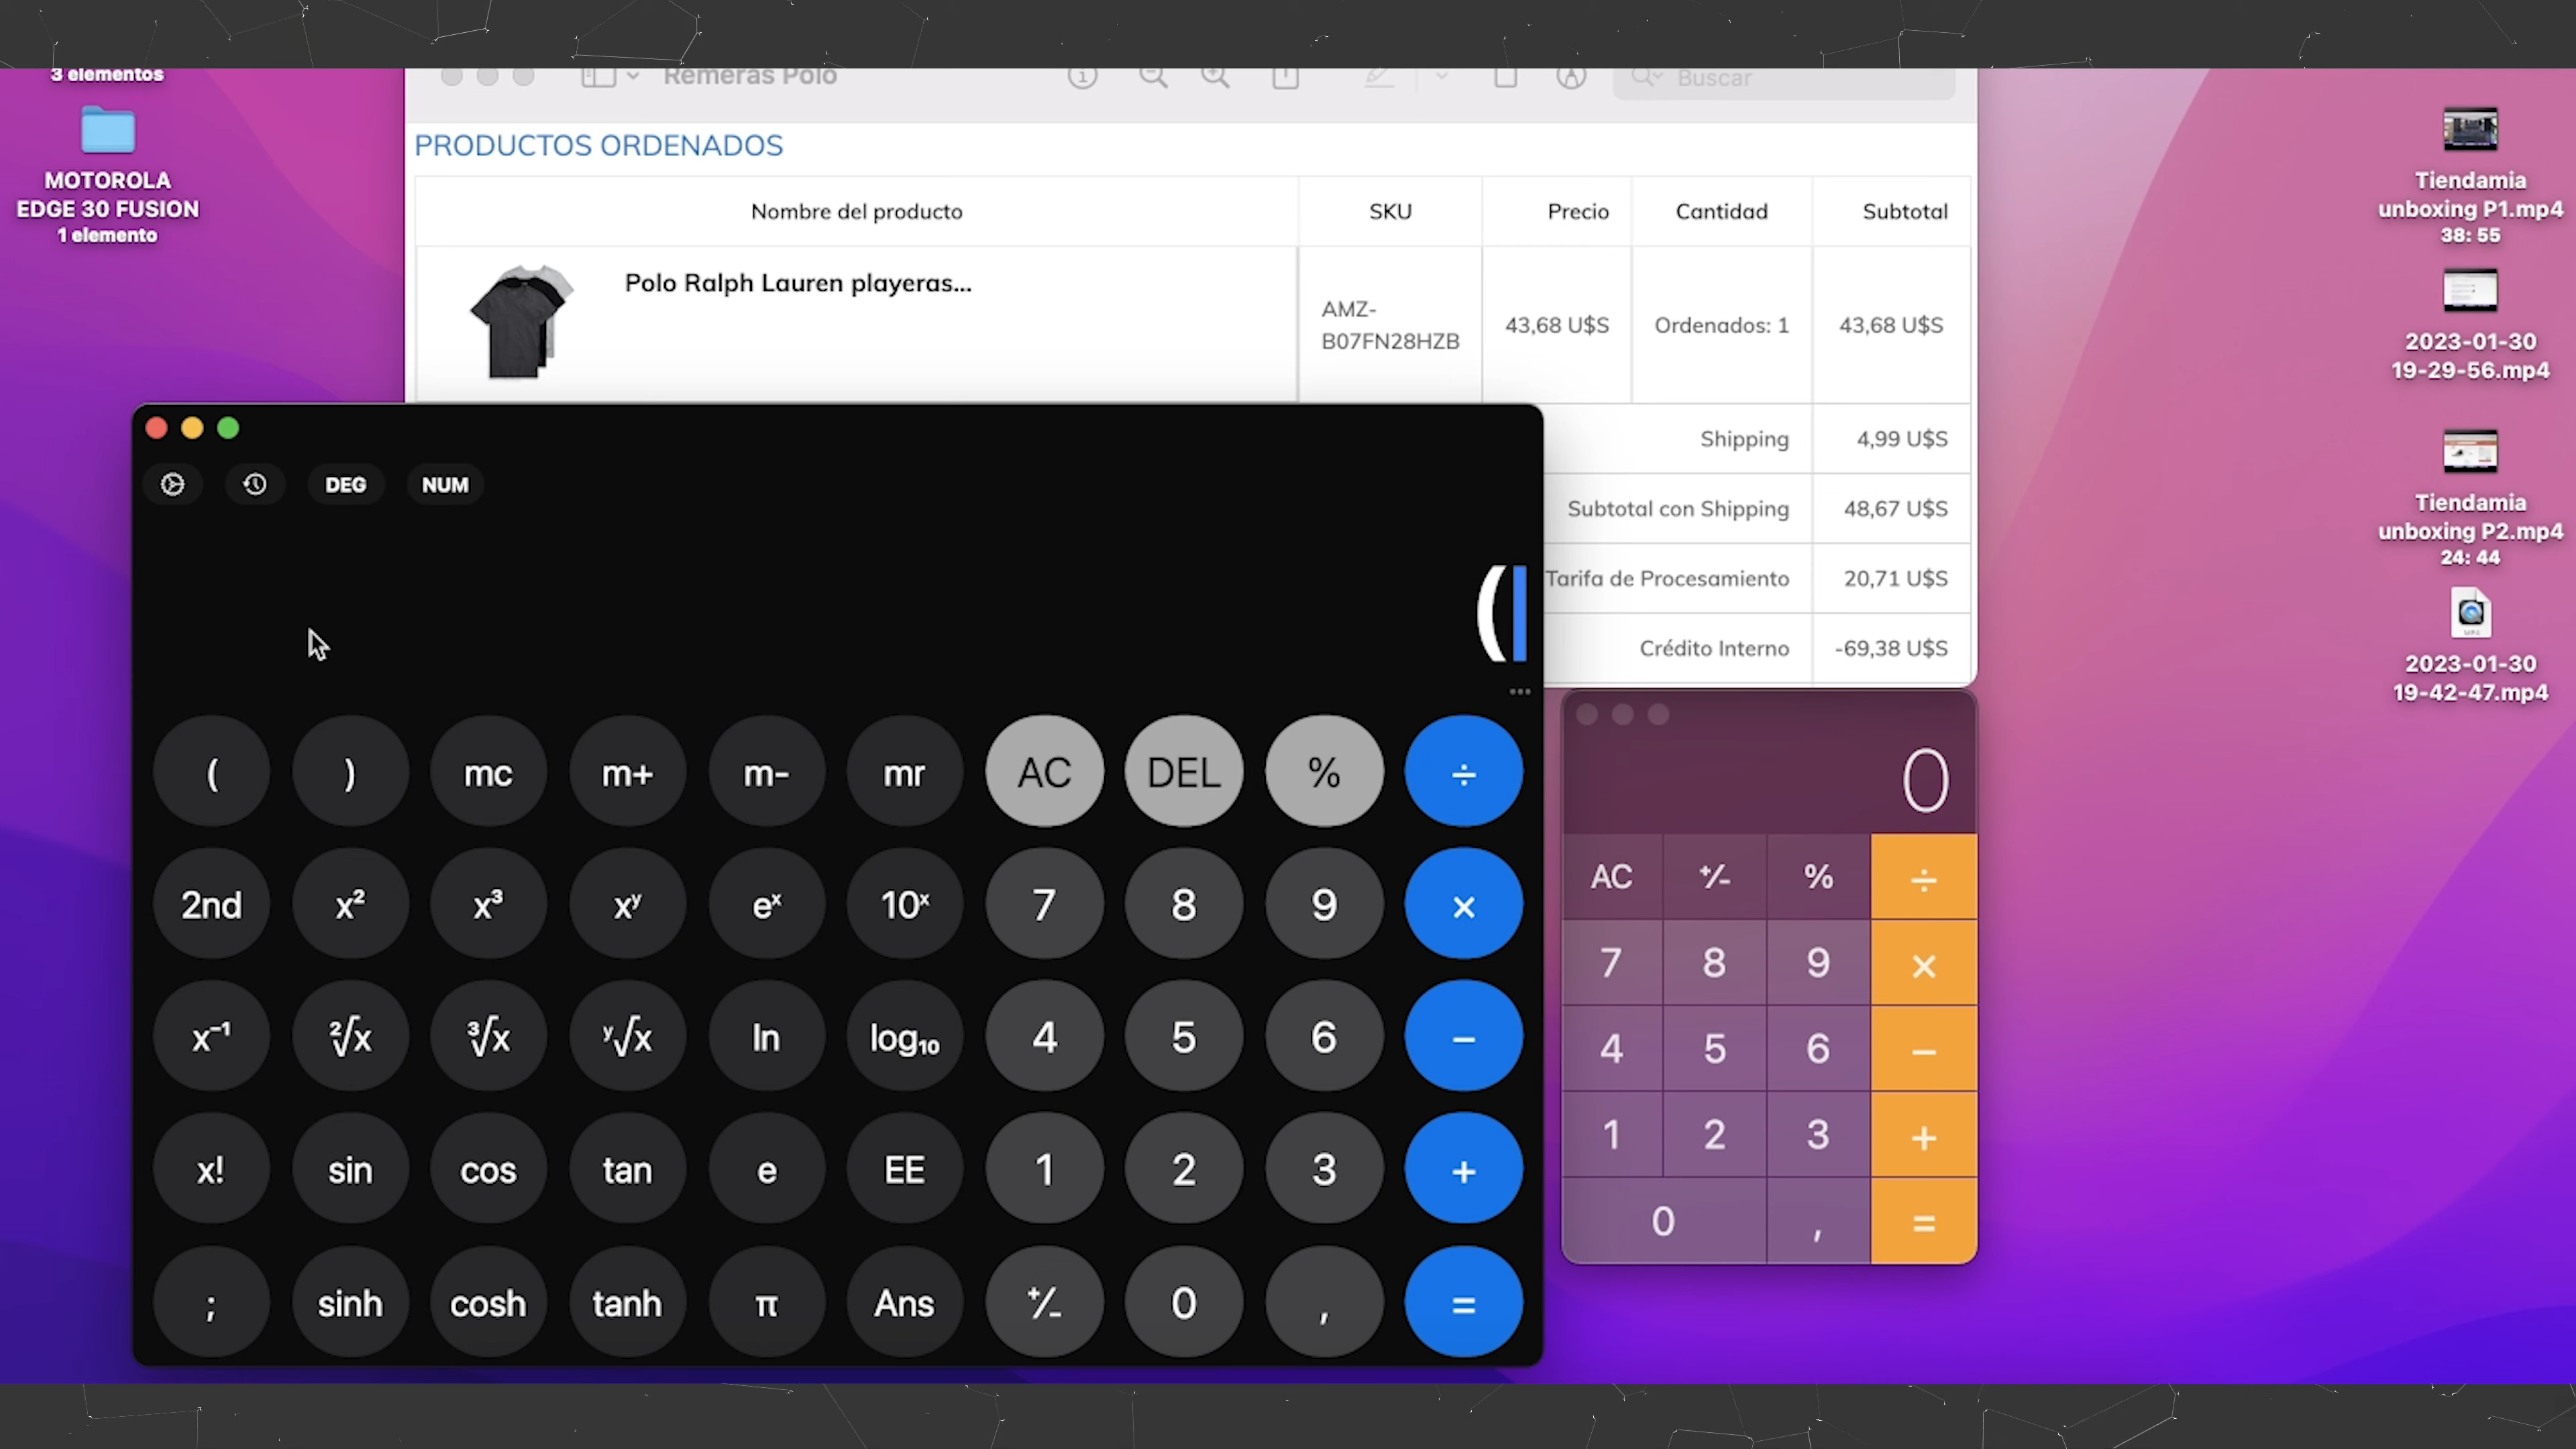 3 elementos
MOTOROLA
EDGE 30 FUSION
1 elemento
Remeras Polo
Buscar
PRODUCTOS ORDENADOS
Nombre del producto SKU Precio Cantidad Subtotal
Polo Ralph Lauren playeras...
AMZ-
B07FN28HZB
43,68 U$S Ordenados: 1 43,68 U$S
Shipping 4,99 U$S
Subtotal con Shipping 48,67 U$S
Tarifa de Procesamiento 20,71 U$S
Crédito Interno -69,38 U$S
DEG NUM
(
( ) mc m+ m- mr AC DEL % ÷
2nd x² x³ xʸ eˣ 10ˣ 7 8 9 ×
x⁻¹ ²√x ³√x ʸ√x ln log₁₀ 4 5 6 −
x! sin cos tan e EE 1 2 3 +
; sinh cosh tanh π Ans +/- 0 , =
0
AC +/- % ÷
7 8 9 ×
4 5 6 −
1 2 3 +
0 , =
Tiendamia
unboxing P1.mp4
38: 55
2023-01-30
19-29-56.mp4
Tiendamia
unboxing P2.mp4
24: 44
2023-01-30
19-42-47.mp4